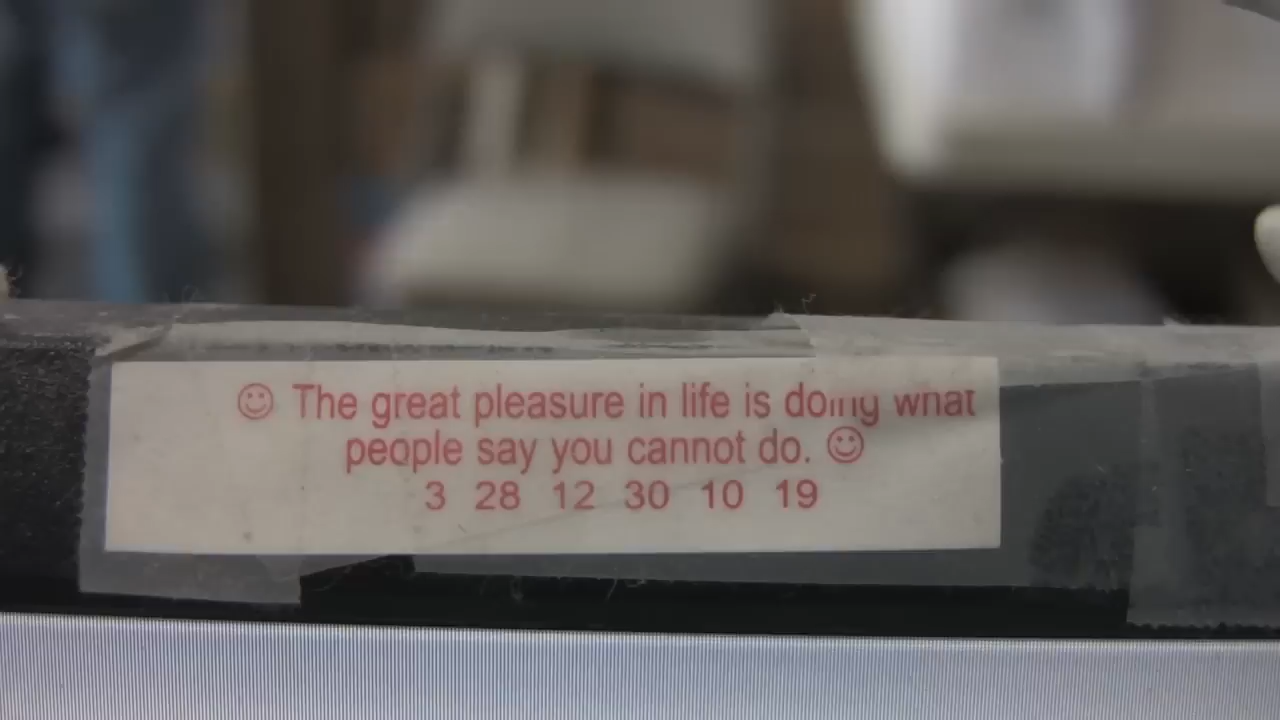 ☺ The great pleasure in life is doing what
people say you cannot do. ☺
3 28 12 30 10 19